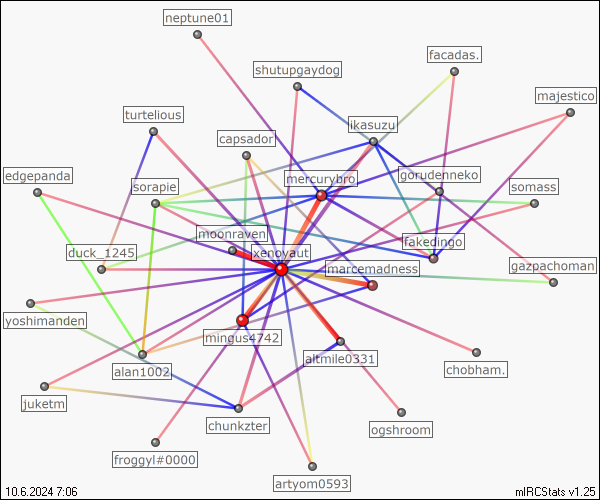 neptune01
shutupgaydog
facadas.
majestico
turtelious
ikasuzu
capsador
edgepanda
mercurybro
gorudenneko
sorapie
somass
moonraven
fakedingo
duck_1245
xenoyaut
marcemadness
gazpachoman
yoshimanden
mingus4742
altmile0331
alan1002
chobham.
juketm
chunkzter
ogshroom
froggyl#0000
artyom0593
10.6.2024 7:06
mIRCStats v1.25